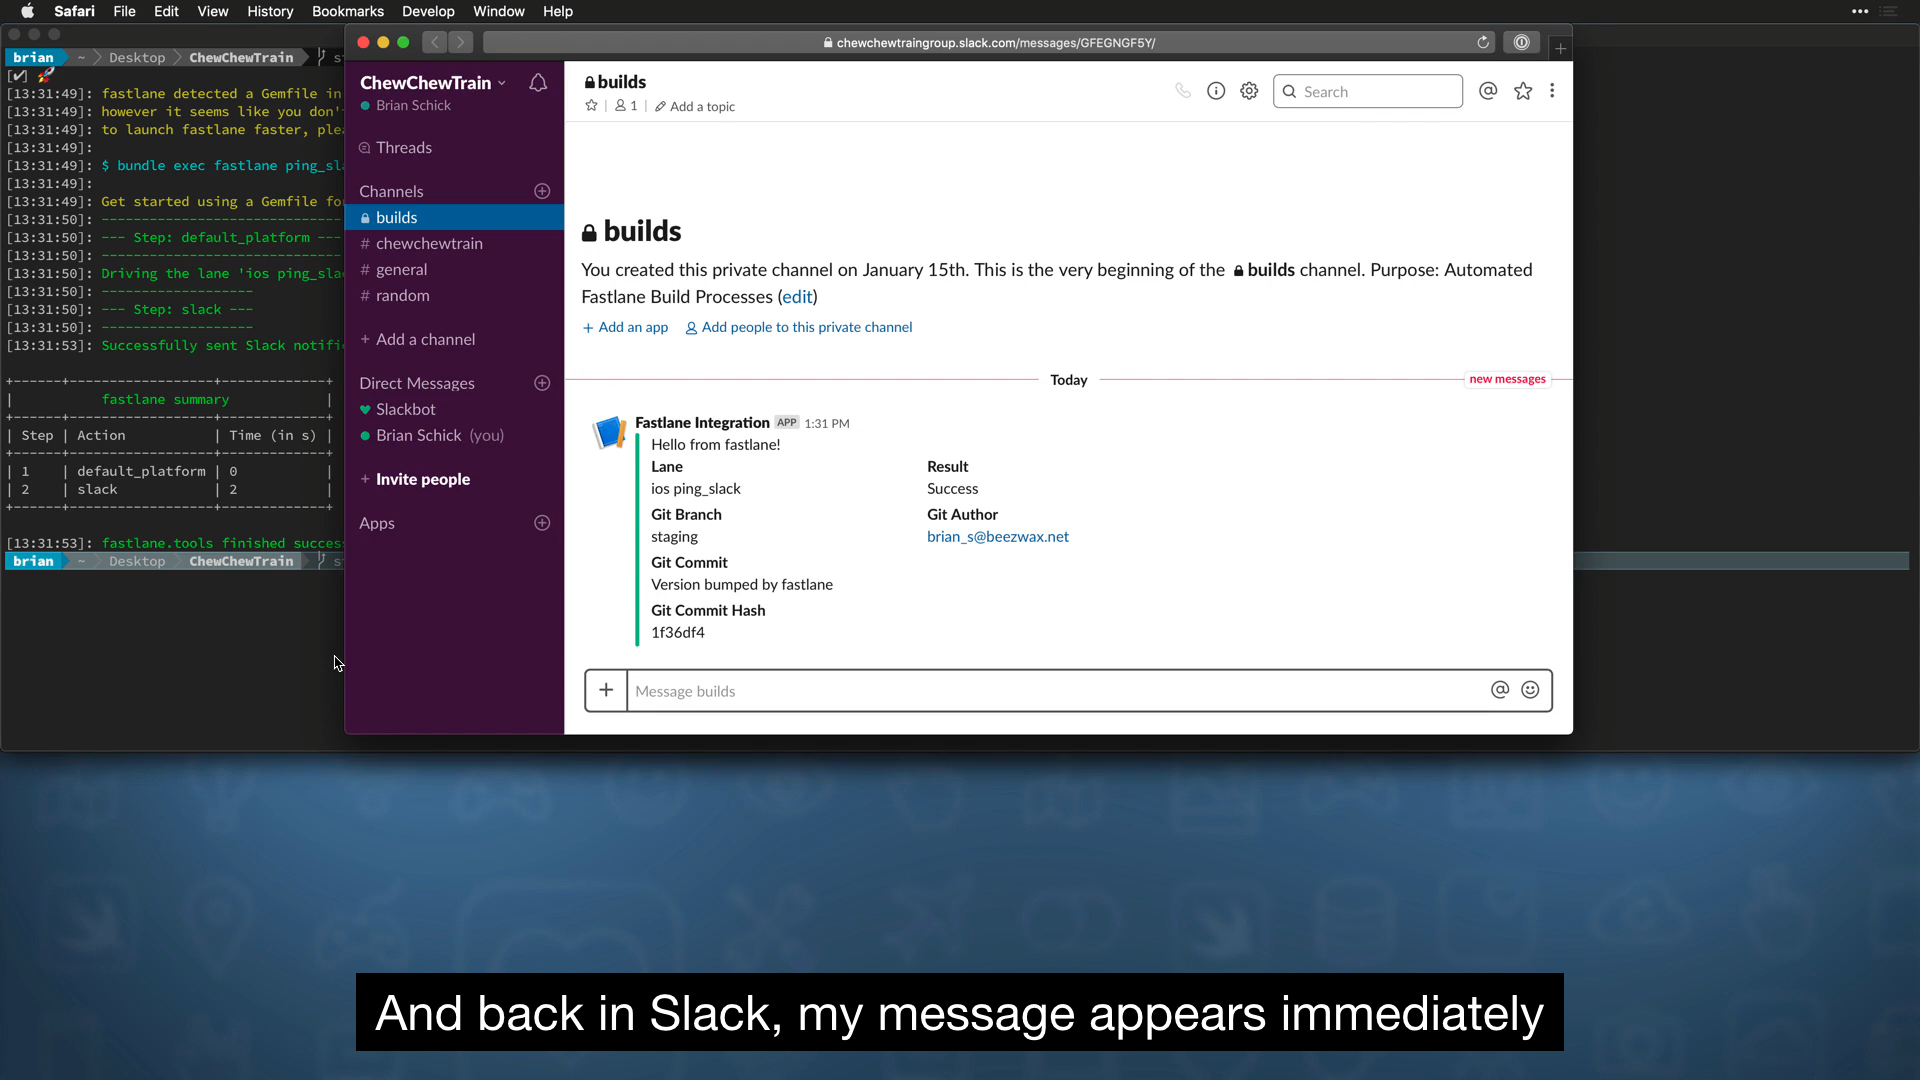 Safari File Edit View History Bookmarks Develop Window Help
brian ~ Desktop ChewChewTrain
[13:31:49]: fastlane detected a Gemfile in
[13:31:49]: however it seems like you don'
[13:31:49]: to launch fastlane faster, plea
[13:31:49]:
[13:31:49]: $ bundle exec fastlane ping_sla
[13:31:49]:
[13:31:49]: Get started using a Gemfile fo
[13:31:50]: ------------------------------
[13:31:50]: --- Step: default_platform ---
[13:31:50]: ------------------------------
[13:31:50]: Driving the lane 'ios ping_sla
[13:31:50]: -------------------
[13:31:50]: --- Step: slack ---
[13:31:50]: -------------------
[13:31:53]: Successfully sent Slack notifi
+------+------------------+-------------+
| fastlane summary |
+------+------------------+-------------+
| Step | Action | Time (in s) |
+------+------------------+-------------+
| 1 | default_platform | 0 |
| 2 | slack | 2 |
+------+------------------+-------------+
[13:31:53]: fastlane.tools finished succes
brian ~ Desktop ChewChewTrain
chewchewtraingroup.slack.com/messages/GFEGNGF5Y/
ChewChewTrain
Brian Schick
Threads
Channels
builds
# chewchewtrain
# general
# random
+ Add a channel
Direct Messages
Slackbot
Brian Schick (you)
+ Invite people
Apps
builds
1 | Add a topic
Search
builds
You created this private channel on January 15th. This is the very beginning of the builds channel. Purpose: Automated
Fastlane Build Processes (edit)
+ Add an app Add people to this private channel
Today
new messages
Fastlane Integration APP 1:31 PM
Hello from fastlane!
Lane Result
ios ping_slack Success
Git Branch Git Author
staging brian_s@beezwax.net
Git Commit
Version bumped by fastlane
Git Commit Hash
1f36df4
Message builds
And back in Slack, my message appears immediately